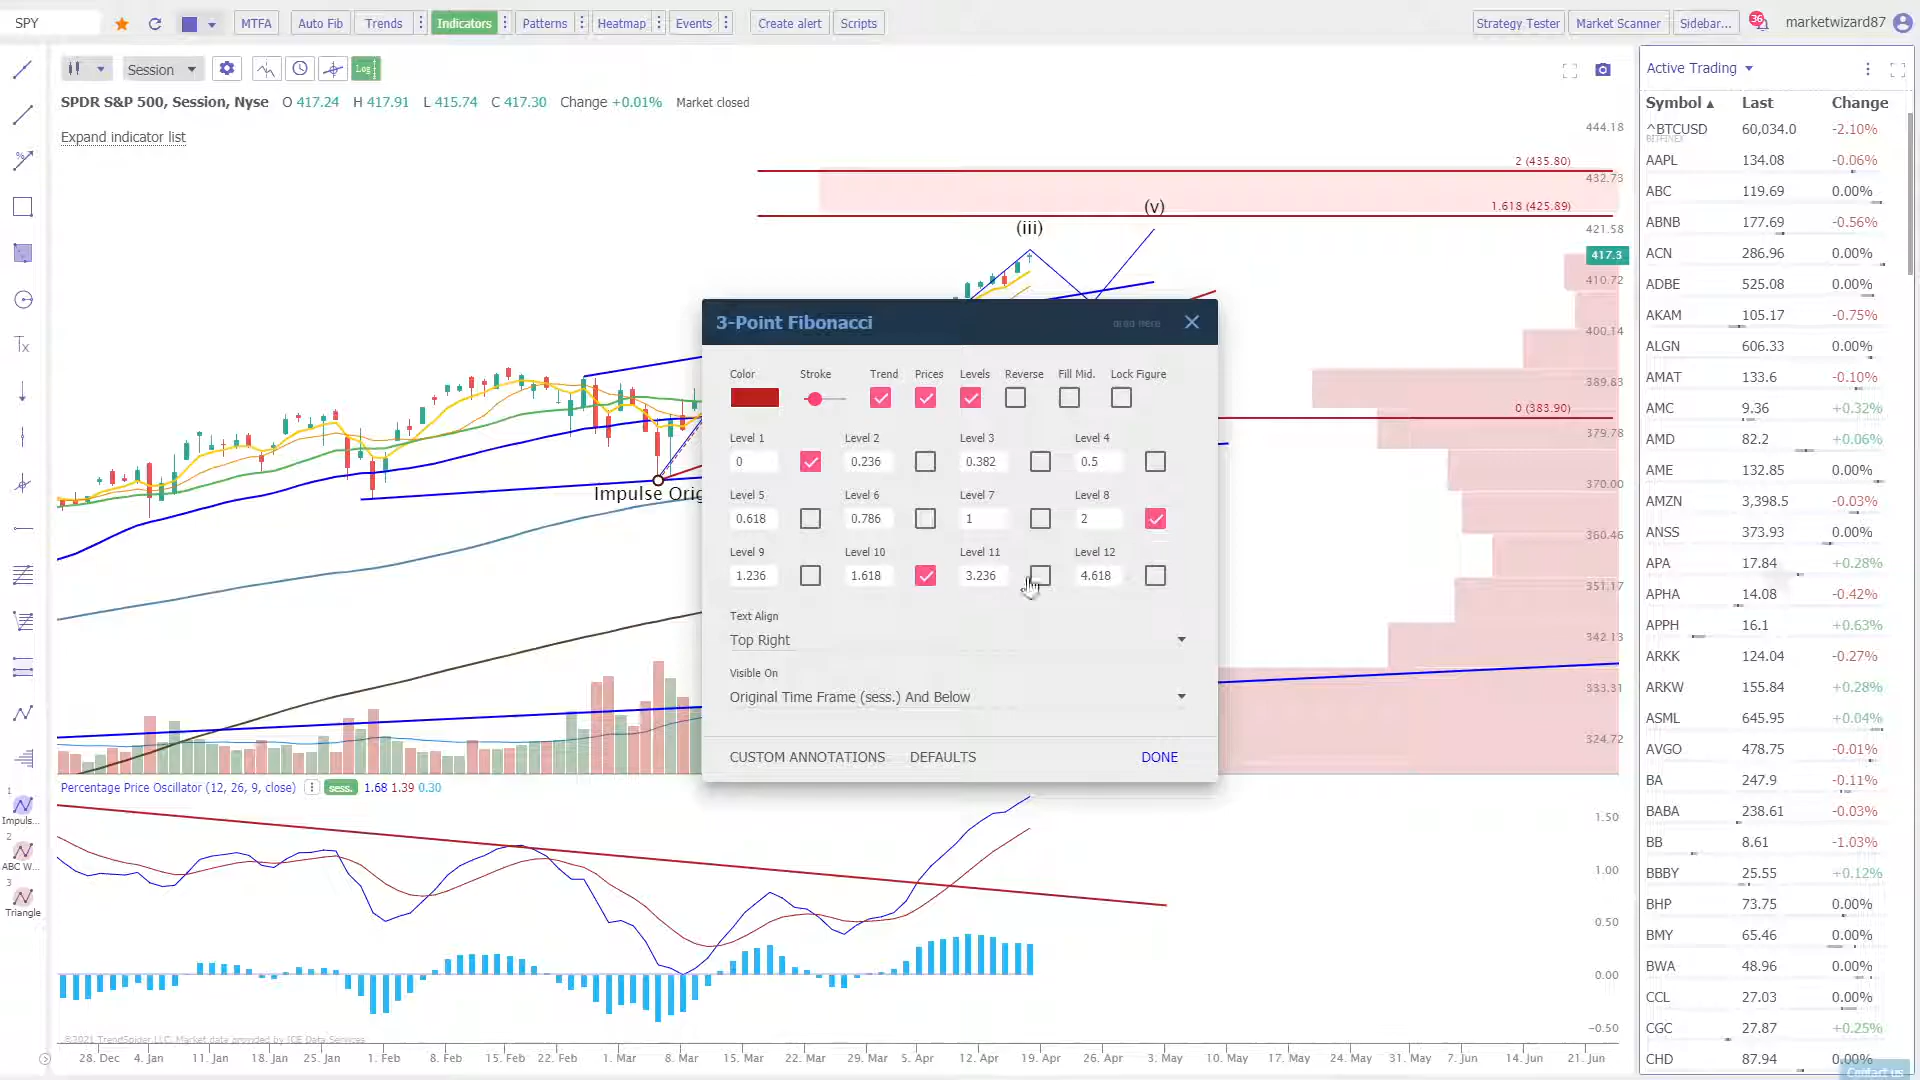 SPY
MTFA
Auto Fib
Trends
Indicators
Patterns
Heatmap
Events
Create alert
Scripts
Strategy Tester
Market Scanner
Sidebar...
36
marketwizard87
Session
Log
SPDR S&P 500, Session, Nyse O 417.24 H 417.91 L 415.74 C 417.30 Change +0.01% Market closed
Expand indicator list
2 (435.80)
1.618 (425.89)
(v)
(iii)
0 (383.90)
Impulse Orig
444.18
432.73
421.58
417.3
410.72
400.14
389.83
379.78
370.00
360.46
351.17
342.13
333.31
324.72
3-Point Fibonacci
Color Stroke Trend Prices Levels Reverse Fill Mid. Lock Figure
Level 1 Level 2 Level 3 Level 4
0 0.236 0.382 0.5
Level 5 Level 6 Level 7 Level 8
0.618 0.786 1 2
Level 9 Level 10 Level 11 Level 12
1.236 1.618 3.236 4.618
Text Align
Top Right
Visible On
Original Time Frame (sess.) And Below
CUSTOM ANNOTATIONS DEFAULTS DONE
Percentage Price Oscillator (12, 26, 9, close) sess. 1.68 1.39 0.30
1.50
1.00
0.50
0.00
-0.50
©2021 TrendSpider LLC. Market data provided by ICE Data Services
28. Dec 4. Jan 11. Jan 18. Jan 25. Jan 1. Feb 8. Feb 15. Feb 22. Feb 1. Mar 8. Mar 15. Mar 22. Mar 29. Mar 5. Apr 12. Apr 19. Apr 26. Apr 3. May 10. May 17. May 24. May 31. May 7. Jun 14. Jun 21. Jun
Tx
%
1
Impuls...
2
ABC W...
3
Triangle
Active Trading
Symbol Last Change
^BTCUSD 60,034.0 -2.10%
BITFINEX
AAPL 134.08 -0.06%
ABC 119.69 0.00%
ABNB 177.69 -0.56%
ACN 286.96 0.00%
ADBE 525.08 0.00%
AKAM 105.17 -0.75%
ALGN 606.33 0.00%
AMAT 133.6 -0.10%
AMC 9.36 +0.32%
AMD 82.2 +0.06%
AME 132.85 0.00%
AMZN 3,398.5 -0.03%
ANSS 373.93 0.00%
APA 17.84 +0.28%
APHA 14.08 -0.42%
APPH 16.1 +0.63%
ARKK 124.04 -0.27%
ARKW 155.84 +0.28%
ASML 645.95 +0.04%
AVGO 478.75 -0.01%
BA 247.9 -0.11%
BABA 238.61 -0.03%
BB 8.61 -1.03%
BBBY 25.55 +0.12%
BHP 73.75 0.00%
BMY 65.46 0.00%
BWA 48.96 0.00%
CCL 27.03 0.00%
CGC 27.87 +0.25%
CHD 87.94 0.00%
Contact us